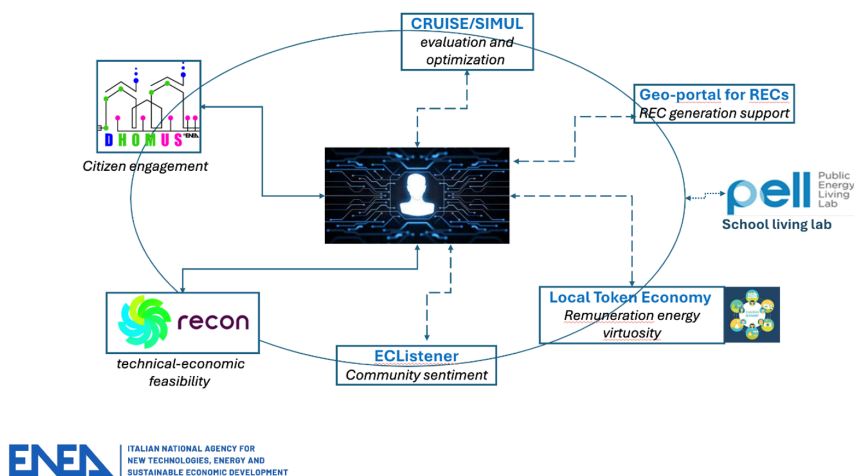 CRUISE/SIMUL
evaluation and
optimization
DHOMUS
ENEA
Citizen engagement
Geo-portal for RECs
REC generation support
pell
Public
Energy
Living
Lab
School living lab
recon
technical-economic
feasibility
ECListener
Community sentiment
Local Token Economy
Remuneration energy
virtuosity
ENEA
ITALIAN NATIONAL AGENCY FOR
NEW TECHNOLOGIES, ENERGY AND
SUSTAINABLE ECONOMIC DEVELOPMENT